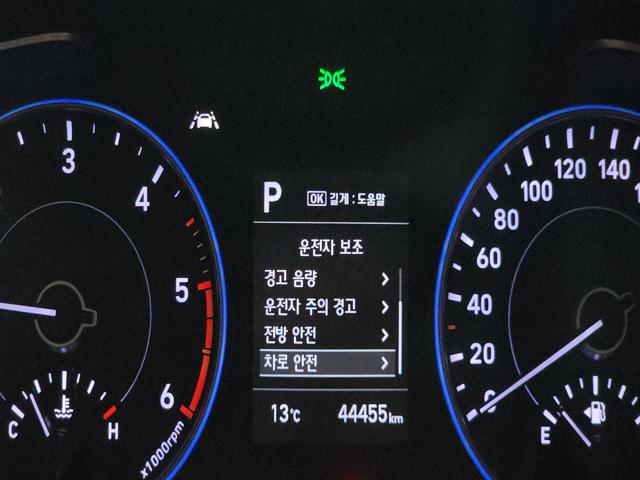 P
OK 길게 : 도움말
운전자 보조
경고 음량
운전자 주의 경고
전방 안전
차로 안전
13℃ 44455km
3
4
5
6
x1000rpm
C H
0
20
40
60
80
100
120
140
E